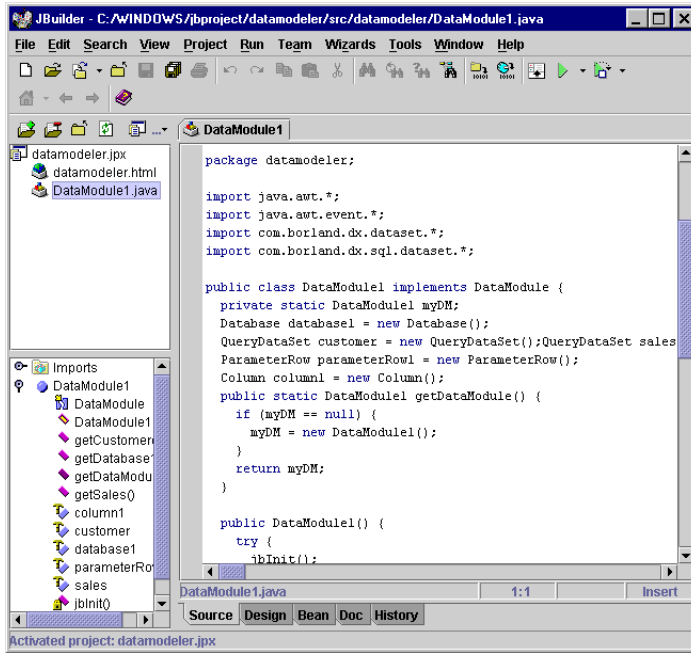 JBuilder - C:/WINDOWS/jbproject/datamodeler/src/datamodeler/DataModule1.java
File Edit Search View Project Run Team Wizards Tools Window Help
DataModule1
datamodeler.jpx
datamodeler.html
DataModule1.java
package datamodeler;
import java.awt.*;
import java.awt.event.*;
import com.borland.dx.dataset.*;
import com.borland.dx.sql.dataset.*;
public class DataModule1 implements DataModule {
private static DataModule1 myDM;
Database database1 = new Database();
QueryDataSet customer = new QueryDataSet();QueryDataSet sales
ParameterRow parameterRow1 = new ParameterRow();
Column column1 = new Column();
public static DataModule1 getDataModule() {
if (myDM == null) {
myDM = new DataModule1();
}
return myDM;
}
public DataModule1() {
try {
jbInit();
Imports
DataModule1
DataModule
DataModule1
getCustomer(
getDatabase1
getDataModu
getSales()
column1
customer
database1
parameterRo
sales
jbInit()
DataModule1.java 1:1 Insert
Source Design Bean Doc History
Activated project: datamodeler.jpx